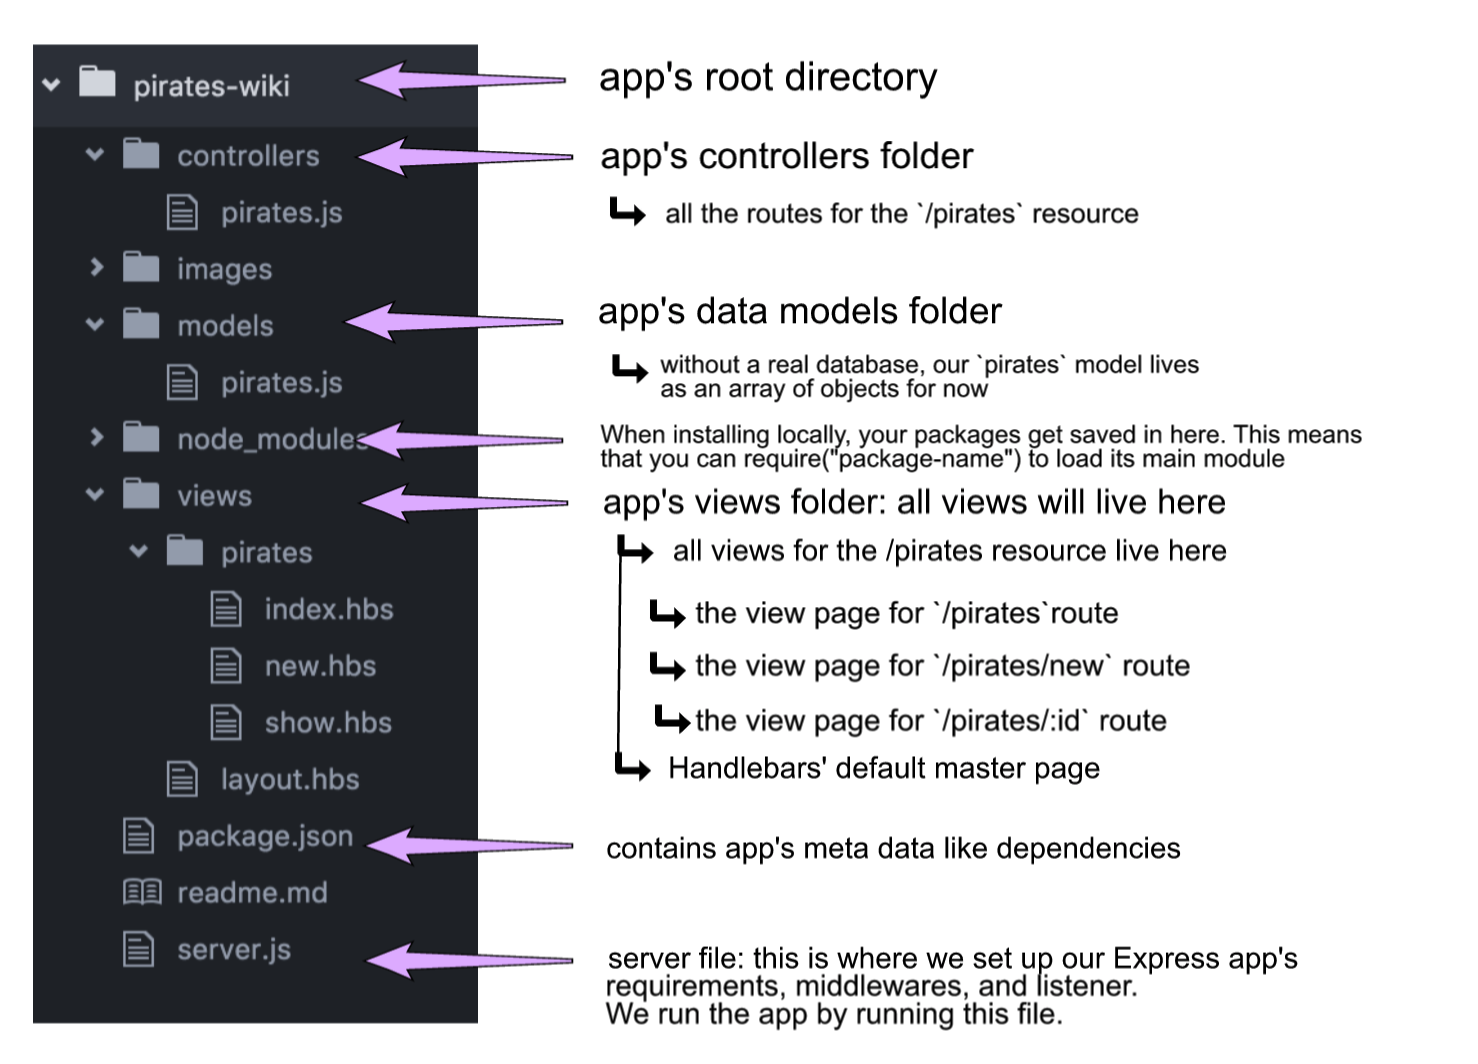 pirates-wiki
app's root directory
controllers
app's controllers folder
pirates.js
all the routes for the `/pirates` resource
images
models
app's data models folder
pirates.js
without a real database, our `pirates` model lives
as an array of objects for now
node_modules
When installing locally, your packages get saved in here. This means
that you can require("package-name") to load its main module
views
app's views folder: all views will live here
pirates
all views for the /pirates resource live here
index.hbs
the view page for `/pirates`route
new.hbs
the view page for `/pirates/new` route
show.hbs
the view page for `/pirates/:id` route
layout.hbs
Handlebars' default master page
package.json
contains app's meta data like dependencies
readme.md
server.js
server file: this is where we set up our Express app's
requirements, middlewares, and listener.
We run the app by running this file.